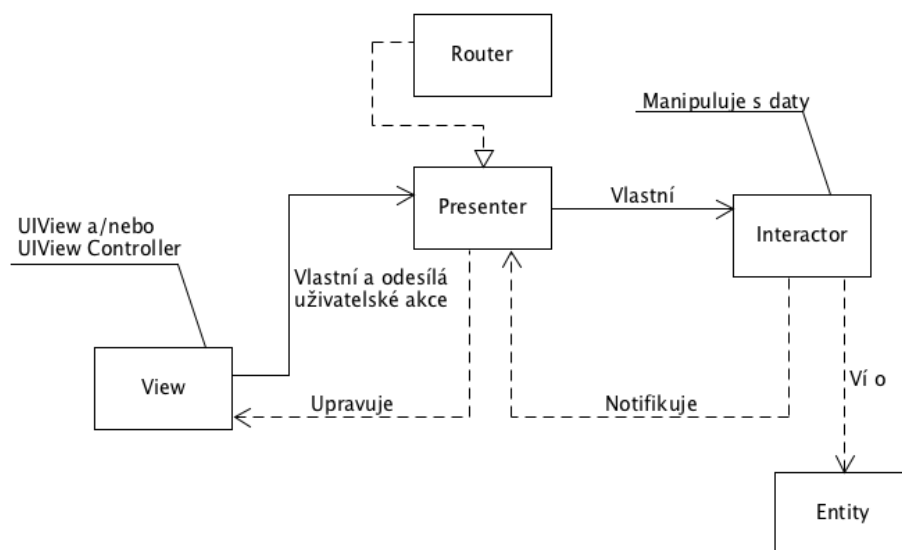 Router
Manipuluje s daty
Presenter
Vlastní
Interactor
UIView a/nebo
UIView Controller
Vlastní a odesílá
uživatelské akce
View
Upravuje
Notifikuje
Ví o
Entity